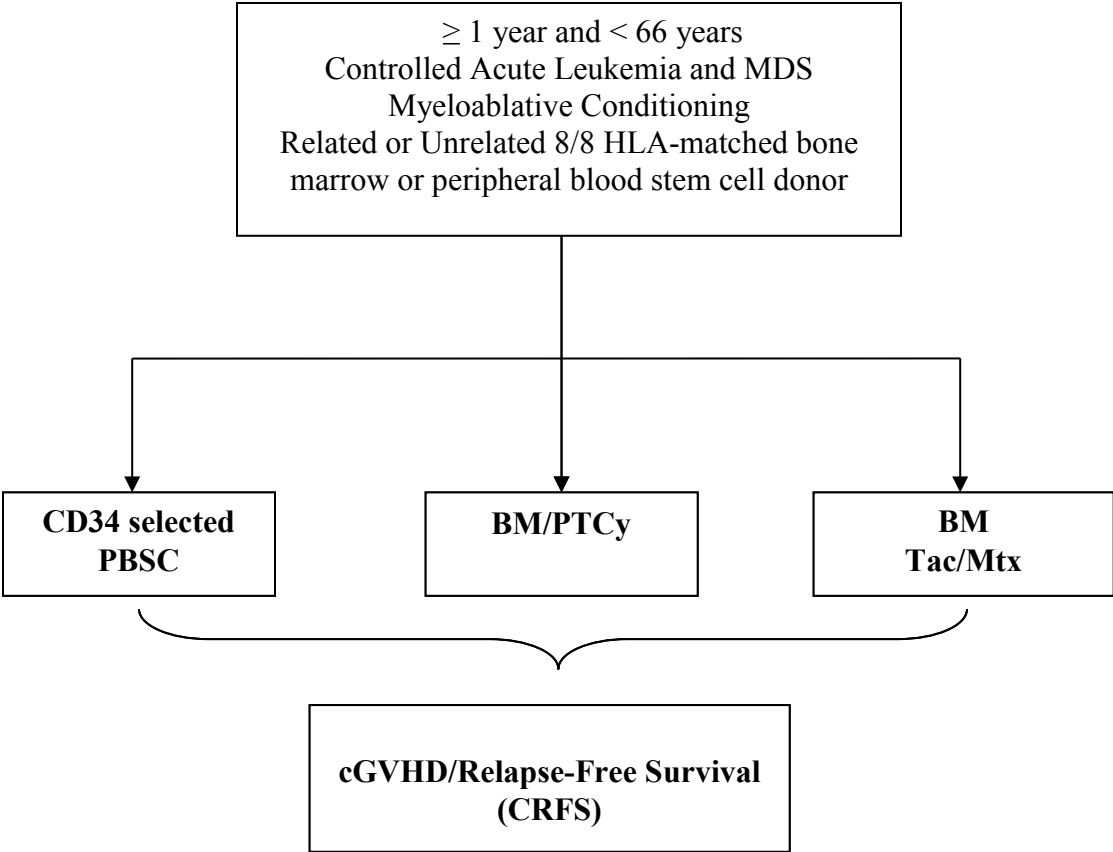 ≥ 1 year and < 66 years
Controlled Acute Leukemia and MDS
Myeloablative Conditioning
Related or Unrelated 8/8 HLA-matched bone
marrow or peripheral blood stem cell donor
CD34 selected
PBSC
BM/PTCy
BM
Tac/Mtx
cGVHD/Relapse-Free Survival
(CRFS)